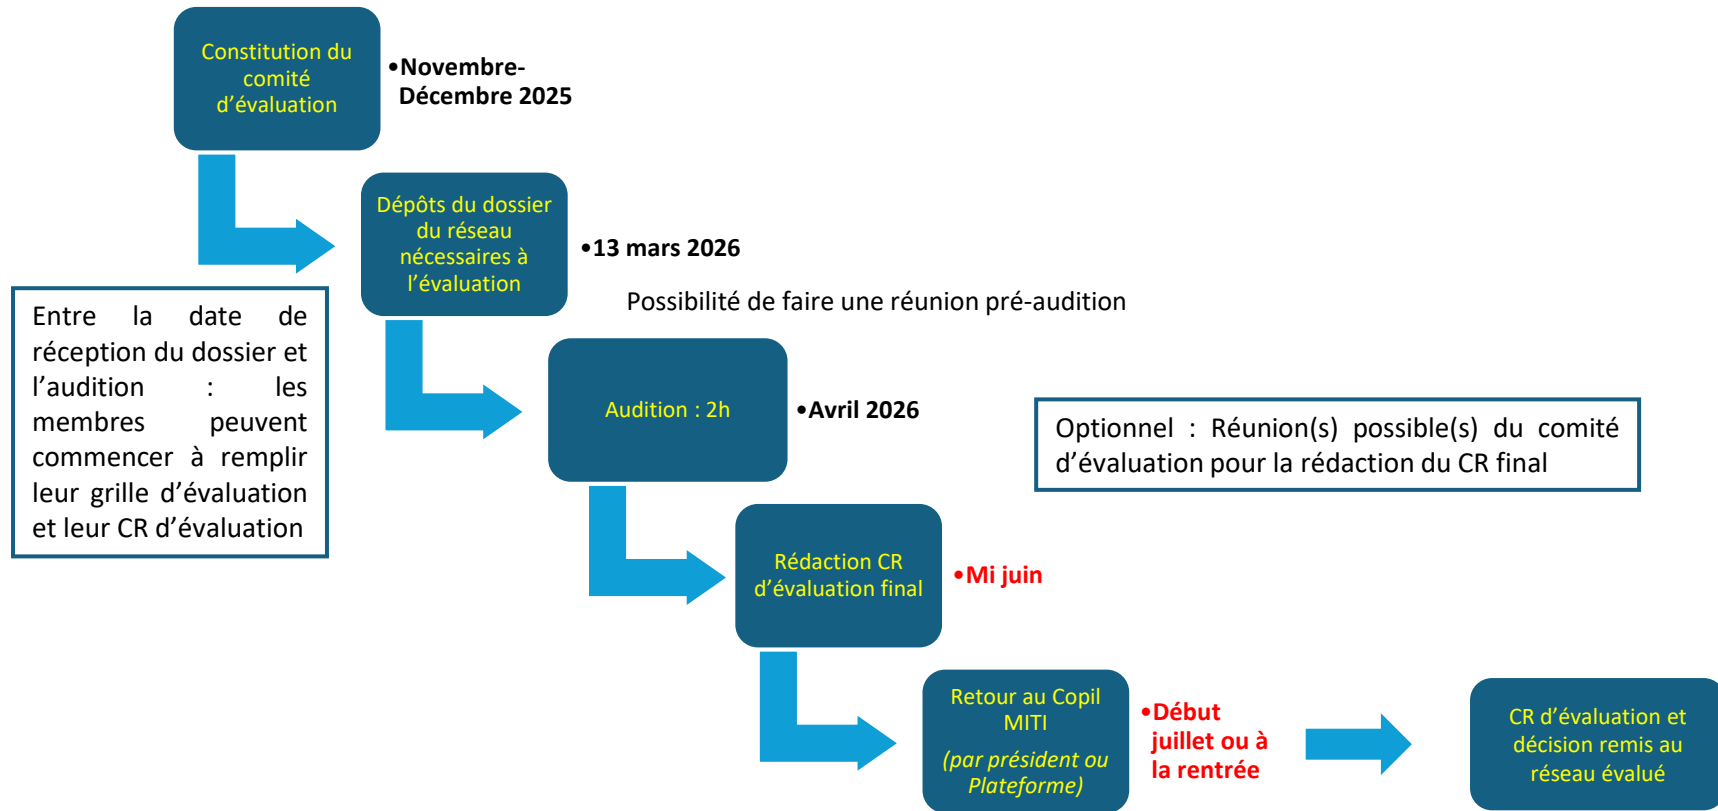 Constitution du
comité
d’évaluation
•Novembre-
Décembre 2025
Dépôts du dossier
du réseau
nécessaires à
l’évaluation
•13 mars 2026
Possibilité de faire une réunion pré-audition
Entre la date de
réception du dossier et
l’audition : les
membres peuvent
commencer à remplir
leur grille d’évaluation
et leur CR d’évaluation
Audition : 2h
•Avril 2026
Optionnel : Réunion(s) possible(s) du comité
d’évaluation pour la rédaction du CR final
Rédaction CR
d’évaluation final
•Mi juin
Retour au Copil
MITI
(par président ou
Plateforme)
•Début
juillet ou à
la rentrée
CR d’évaluation et
décision remis au
réseau évalué